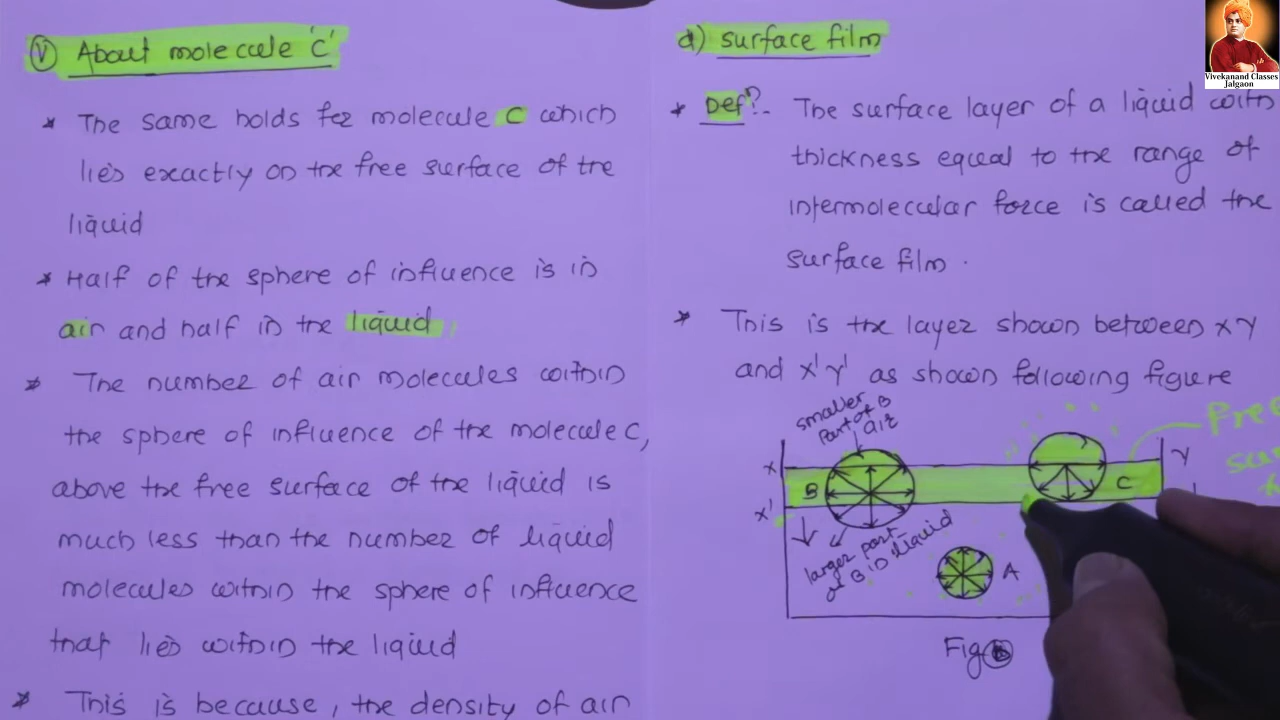 (V) About molecule 'C'
* The same holds for molecule C which
lies exactly on the free surface of the
liquid
* Half of the sphere of influence is in
air and half in the liquid
* The number of air molecules within
the sphere of influence of the molecule C,
above the free surface of the liquid is
much less than the number of liquid
molecules within the sphere of influence
that lies within the liquid
* This is because, the density of air
d) surface film
* Defⁿ:- The surface layer of a liquid with
thickness equal to the range of
intermolecular force is called the
surface film.
* This is the layer shown between XY
and X'Y' as shown following figure
smaller
part of B
air
Free
X
Y
B
C
X'
larger part
of B in liquid
A
Fig
Vivekanand Classes
Jalgaon